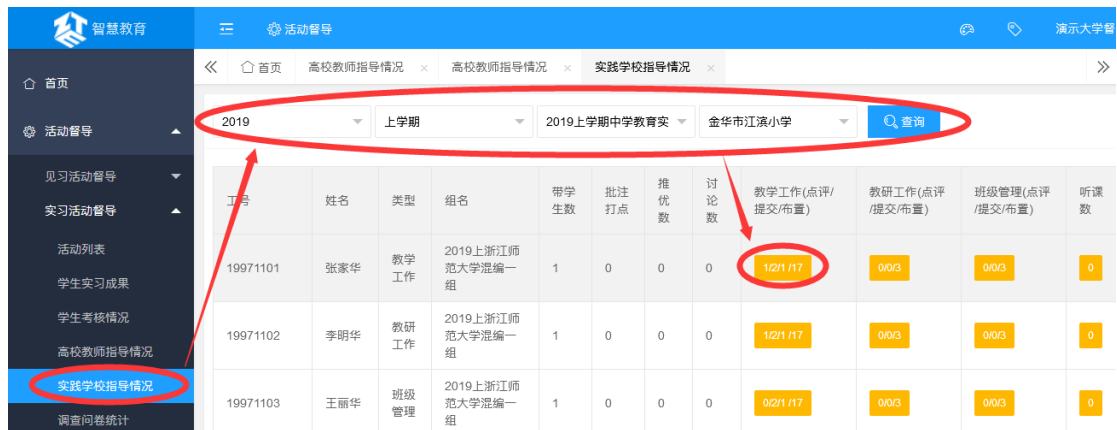 智慧教育
活动督导
演示大学督
首页
高校教师指导情况 ×
高校教师指导情况 ×
实践学校指导情况 ×
首页
活动督导
见习活动督导
实习活动督导
活动列表
学生实习成果
学生考核情况
高校教师指导情况
实践学校指导情况
调查问卷统计
2019
上学期
2019上学期中学教育实
金华市江滨小学
查询
工号
姓名
类型
组名
带学
生数
批注
打点
推
优
数
讨
论
数
教学工作(点评/
提交/布置)
教研工作(点评
/提交/布置)
班级管理(点评
/提交/布置)
听课
数
19971101
张家华
教学
工作
2019上浙江师
范大学混编一
组
1
0
0
0
1/2/1 /17
0/0/3
0/0/3
0
19971102
李明华
教研
工作
2019上浙江师
范大学混编一
组
1
0
0
0
1/2/1 /17
0/0/3
0/0/3
0
19971103
王丽华
班级
管理
2019上浙江师
范大学混编一
组
1
0
0
0
0/2/1 /17
0/0/3
0/0/3
0